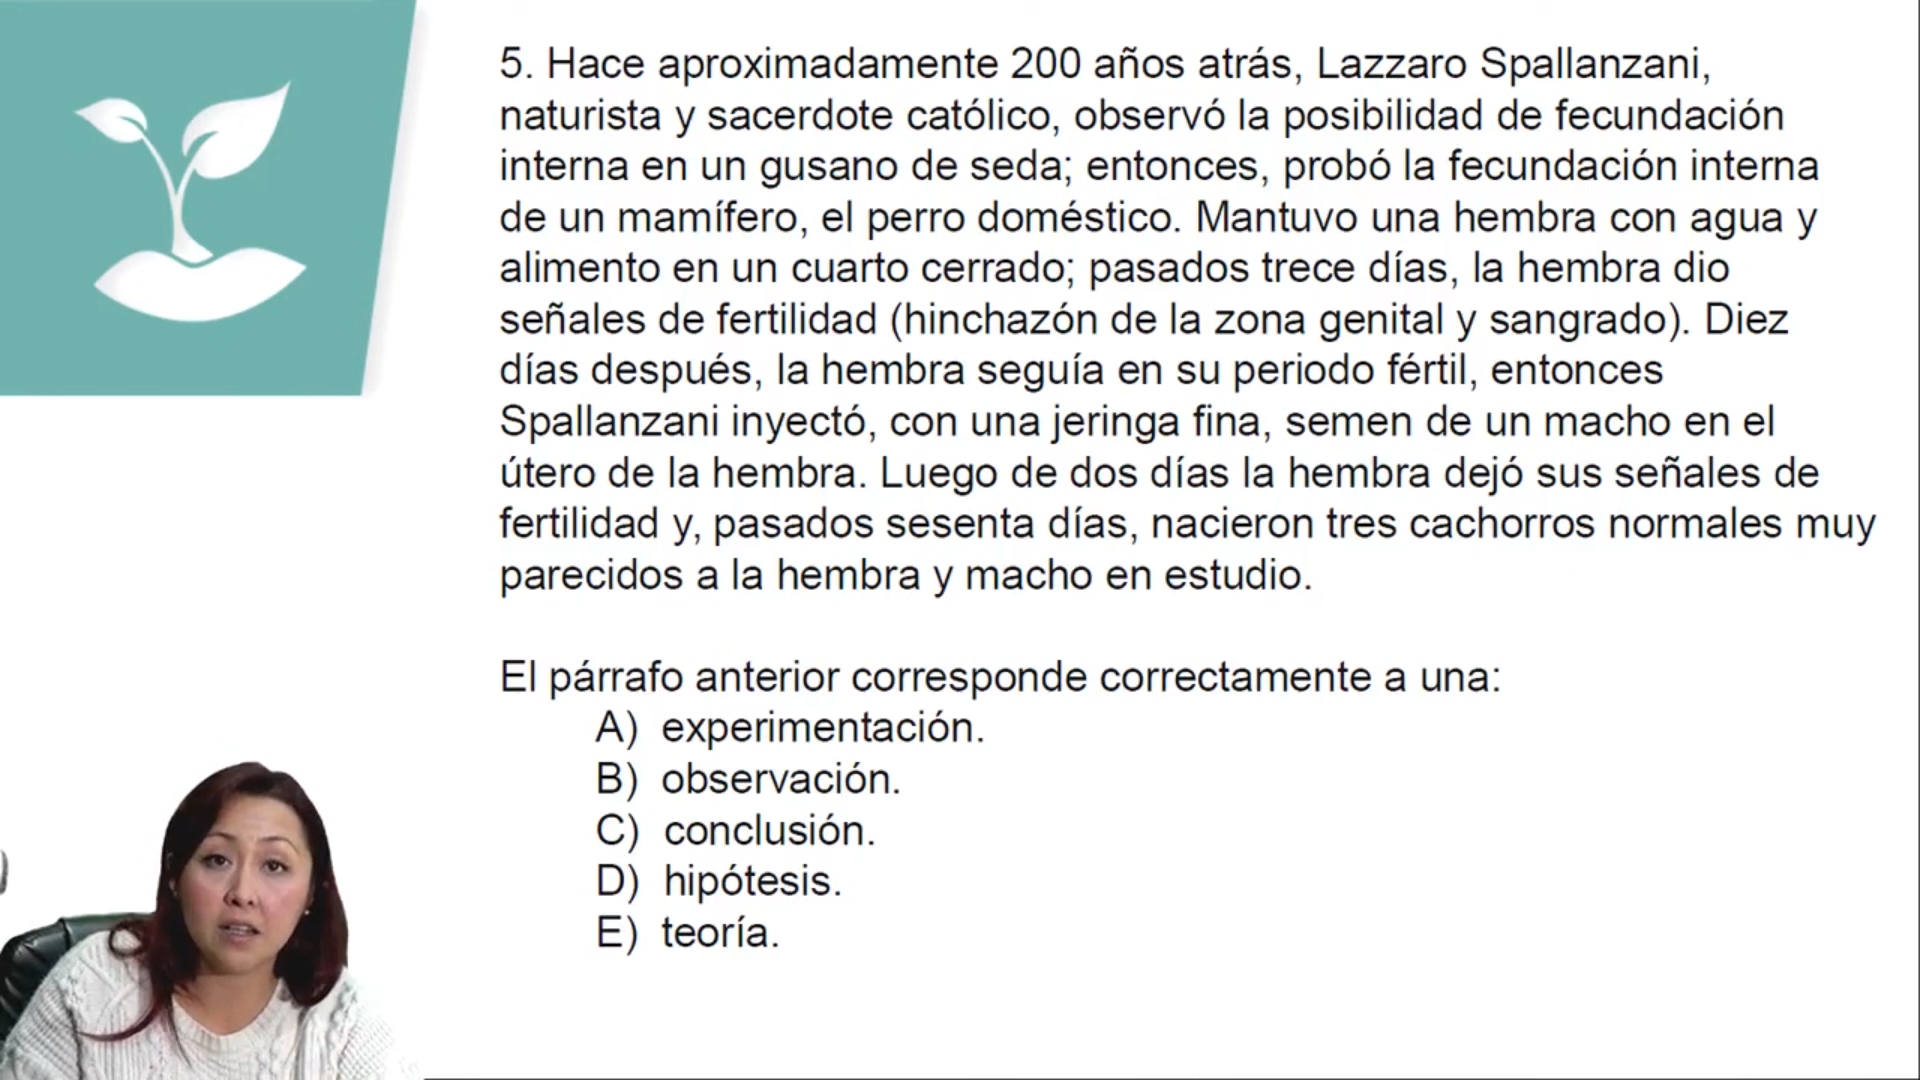 5. Hace aproximadamente 200 años atrás, Lazzaro Spallanzani,
naturista y sacerdote católico, observó la posibilidad de fecundación
interna en un gusano de seda; entonces, probó la fecundación interna
de un mamífero, el perro doméstico. Mantuvo una hembra con agua y
alimento en un cuarto cerrado; pasados trece días, la hembra dio
señales de fertilidad (hinchazón de la zona genital y sangrado). Diez
días después, la hembra seguía en su periodo fértil, entonces
Spallanzani inyectó, con una jeringa fina, semen de un macho en el
útero de la hembra. Luego de dos días la hembra dejó sus señales de
fertilidad y, pasados sesenta días, nacieron tres cachorros normales muy
parecidos a la hembra y macho en estudio.
El párrafo anterior corresponde correctamente a una:
A) experimentación.
B) observación.
C) conclusión.
D) hipótesis.
E) teoría.